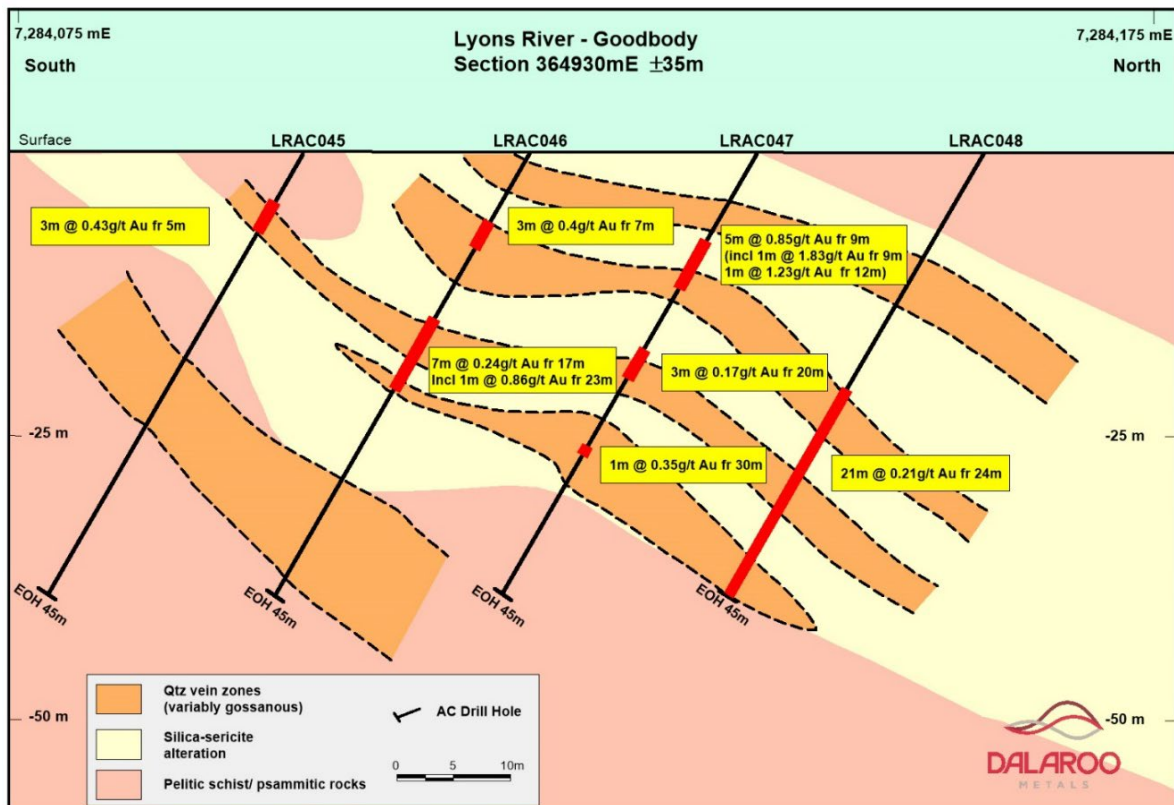 7,284,075 mE
South
Lyons River - Goodbody
Section 364930mE ±35m
7,284,175 mE
North
Surface
LRAC045
LRAC046
LRAC047
LRAC048
3m @ 0.43g/t Au fr 5m
3m @ 0.4g/t Au fr 7m
5m @ 0.85g/t Au fr 9m
(incl 1m @ 1.83g/t Au fr 9m
1m @ 1.23g/t Au fr 12m)
7m @ 0.24g/t Au fr 17m
Incl 1m @ 0.86g/t Au fr 23m
3m @ 0.17g/t Au fr 20m
-25 m
-25 m
1m @ 0.35g/t Au fr 30m
21m @ 0.21g/t Au fr 24m
EOH 45m
EOH 45m
EOH 45m
EOH 45m
-50 m
-50 m
Qtz vein zones
(variably gossanous)
Silica-sericite
alteration
Pelitic schist/ psammitic rocks
AC Drill Hole
0 5 10m
DALAROO
METALS